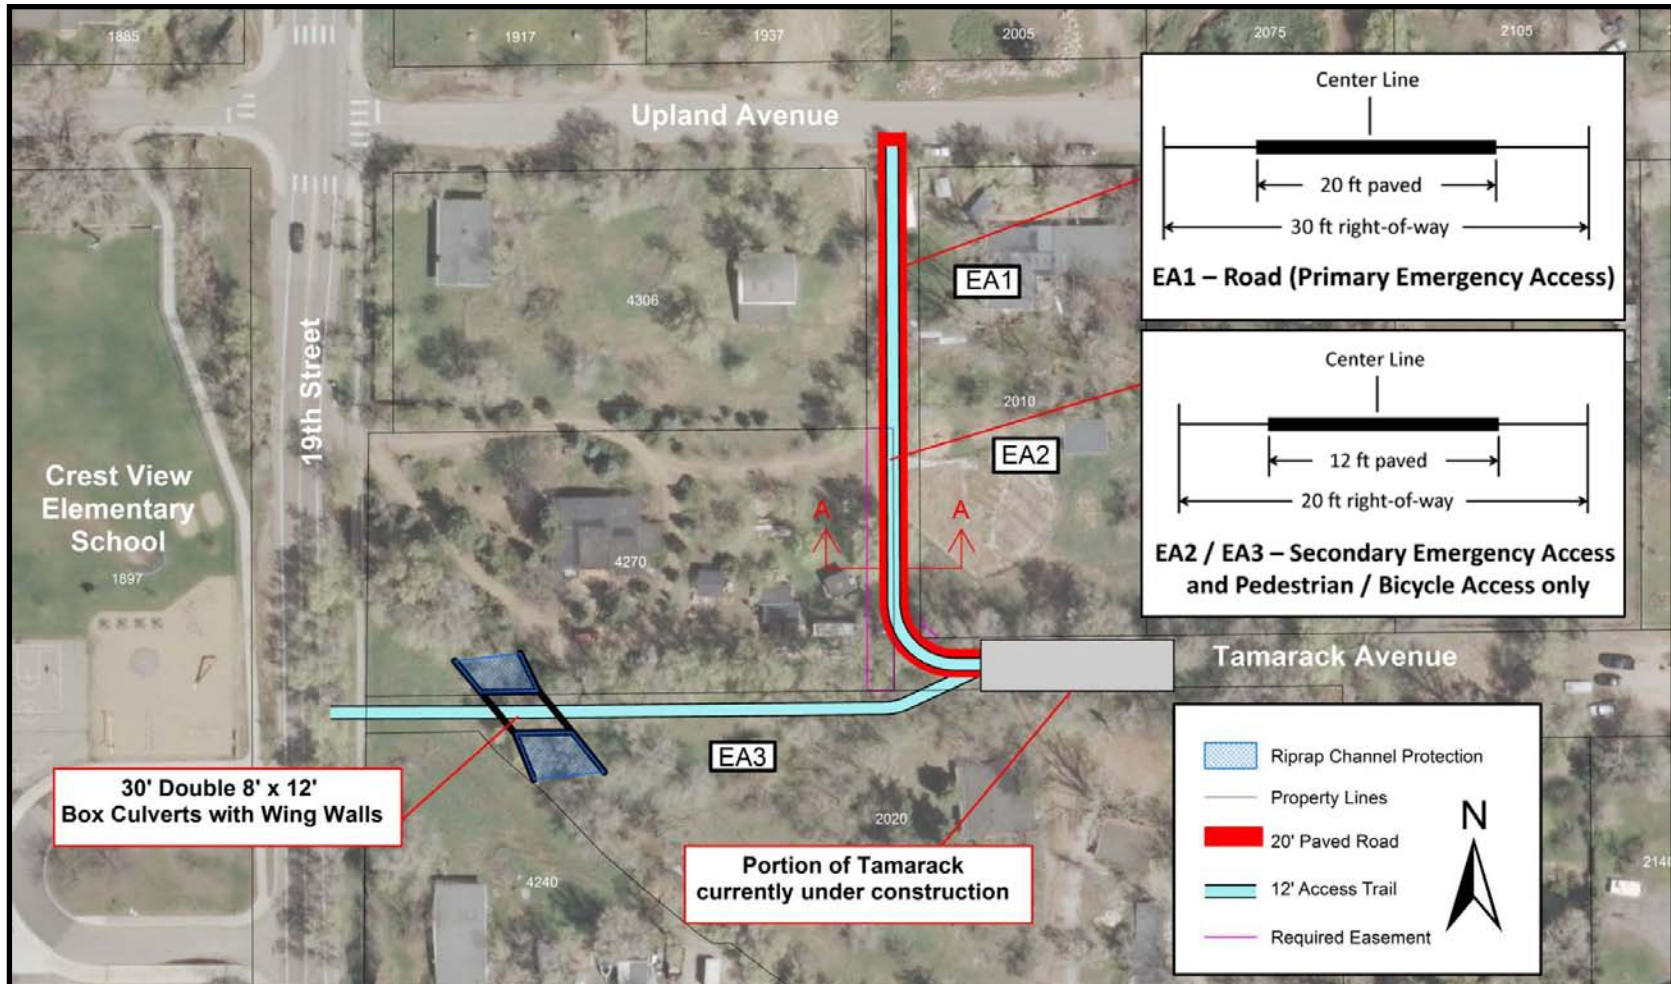 1885
1917
1937
2005
2075
2105
Upland Avenue
Center Line
20 ft paved
30 ft right-of-way
EA1 – Road (Primary Emergency Access)
EA1
4306
19th Street
Center Line
12 ft paved
20 ft right-of-way
EA2 / EA3 – Secondary Emergency Access
and Pedestrian / Bicycle Access only
2010
EA2
Crest View
Elementary
School
1897
A
A
4270
Tamarack Avenue
EA3
30' Double 8' x 12'
Box Culverts with Wing Walls
2020
4240
Portion of Tamarack
currently under construction
Riprap Channel Protection
Property Lines
20' Paved Road
12' Access Trail
Required Easement
N